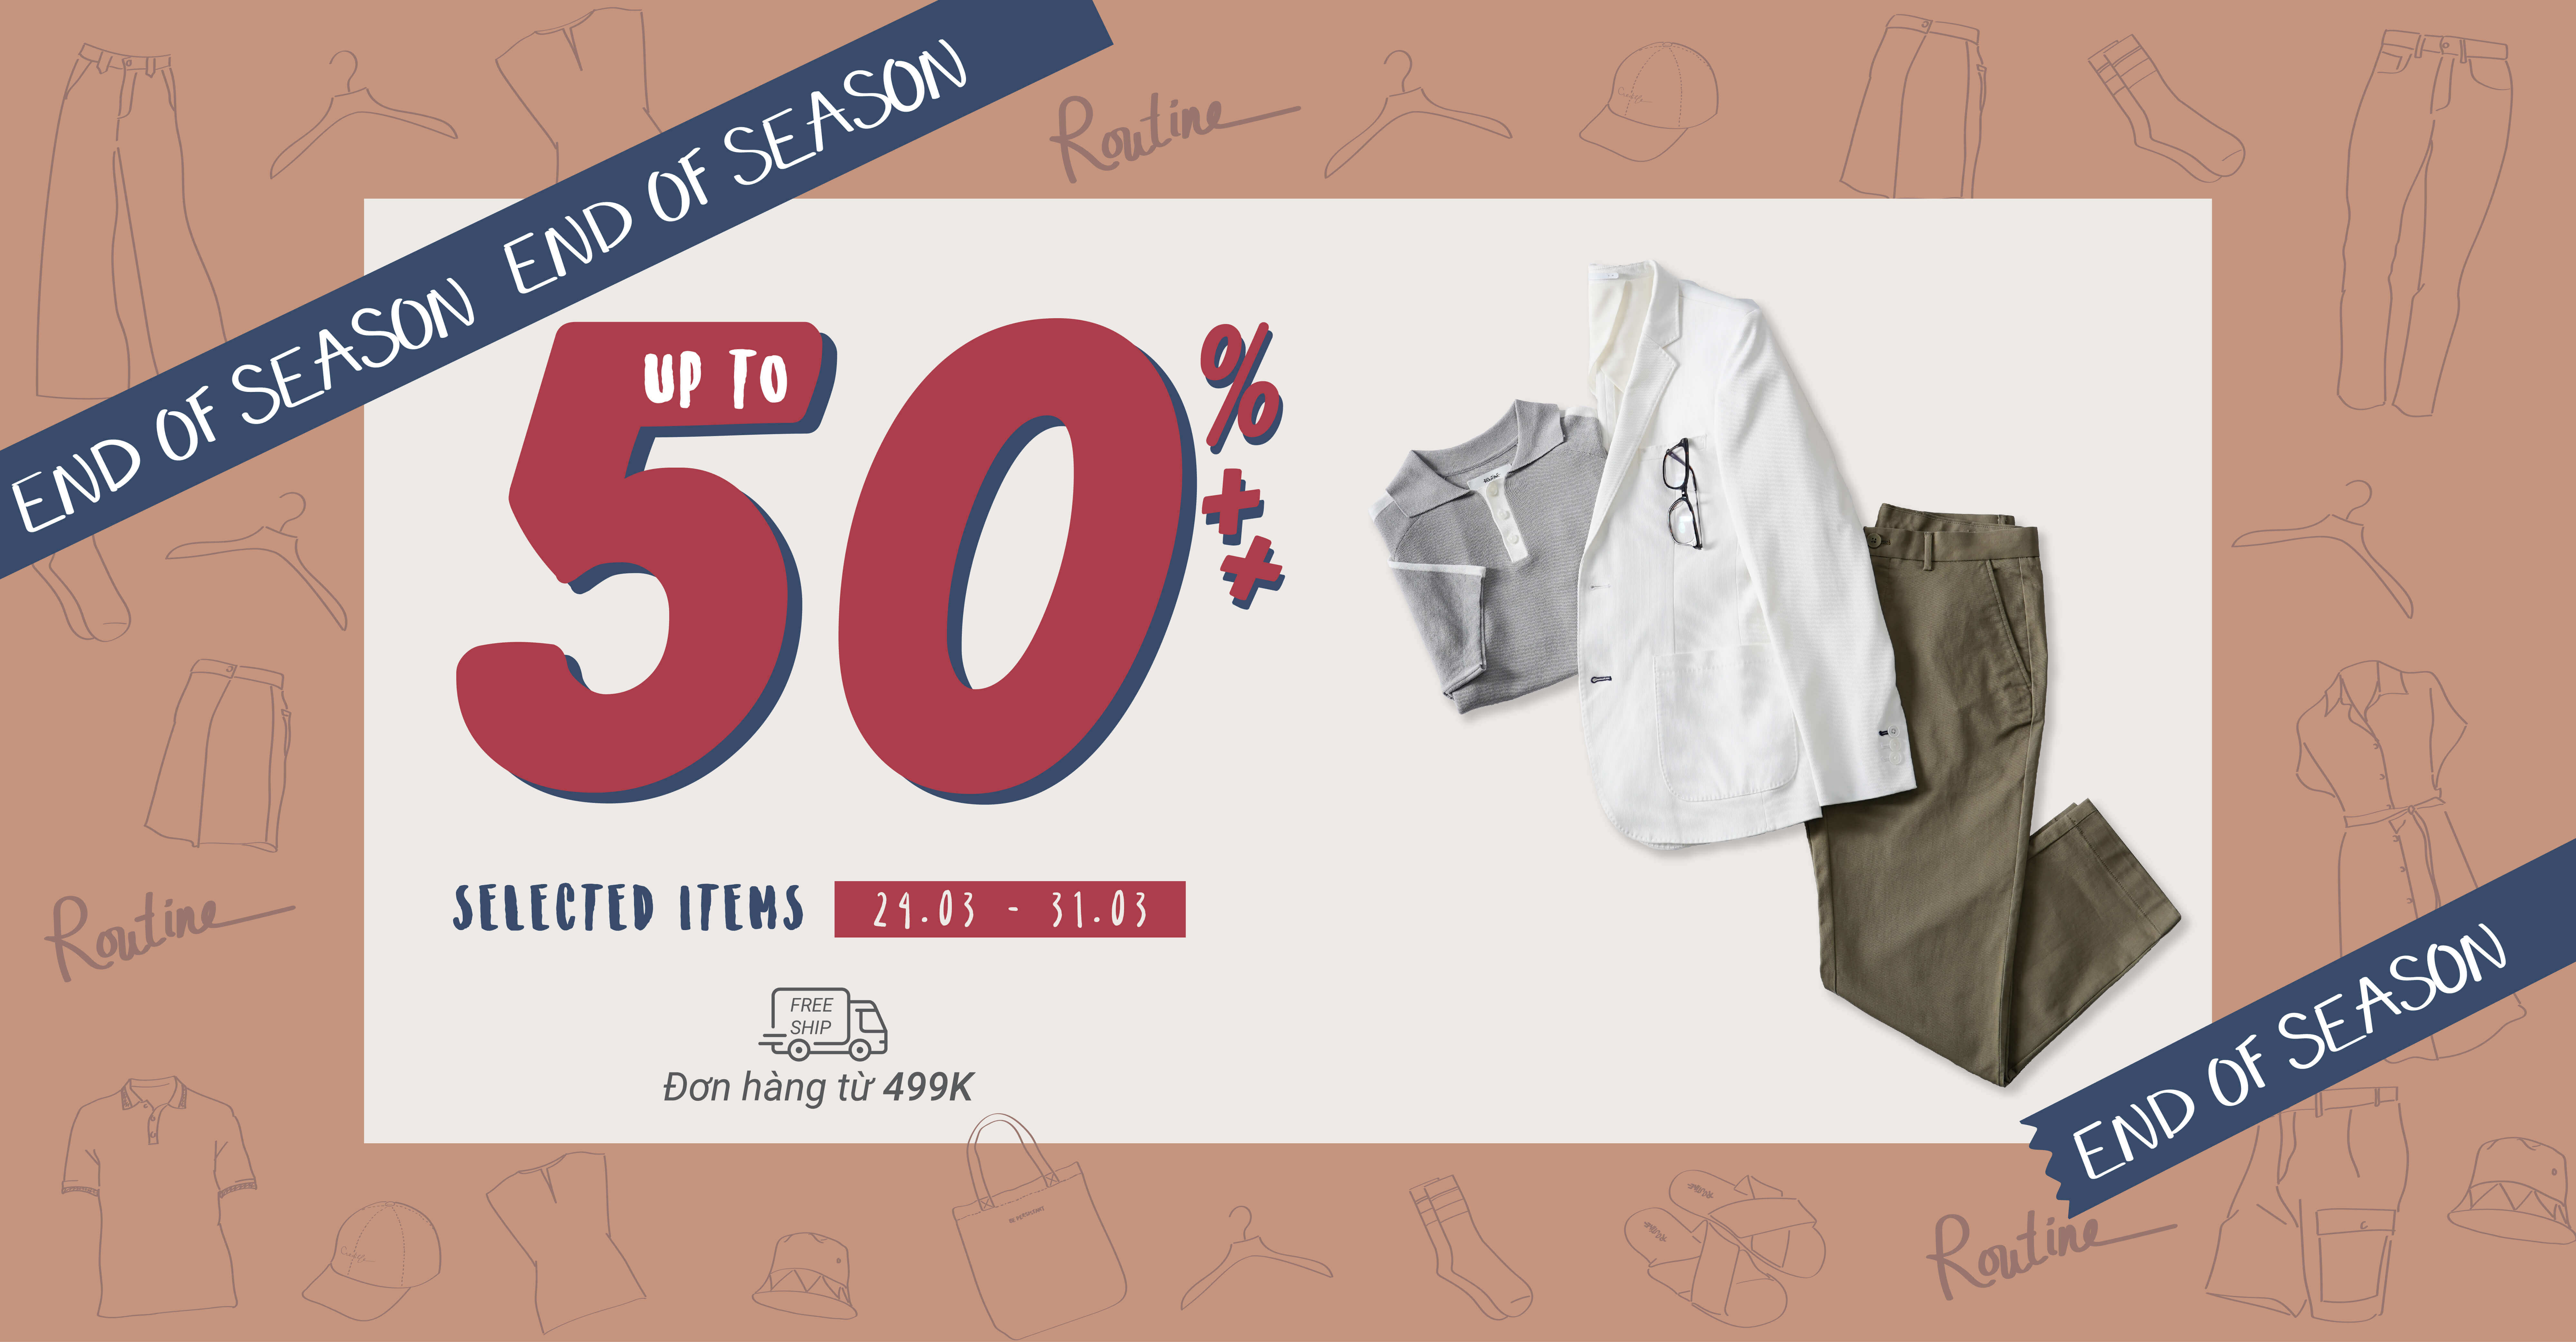 END OF SEASON END OF SEASON
Routine
UP TO
50%++
SELECTED ITEMS
29.03 - 31.03
FREE
SHIP
Đơn hàng từ 499K
Routine
END OF SEASON
Routine